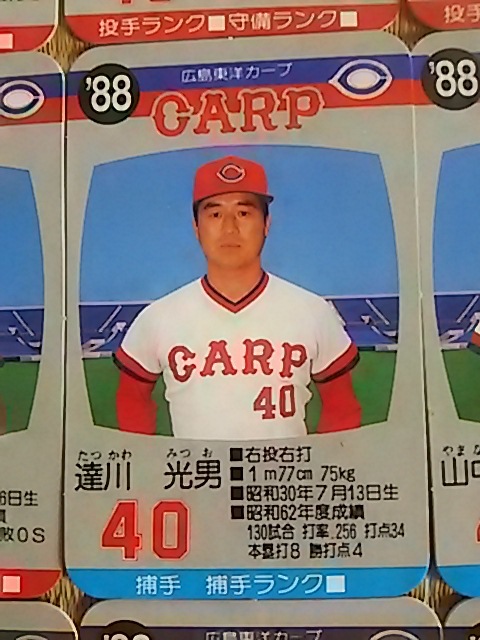 投手ランク■守備ランク■
投手
'88
広島東洋カープ
CARP
'88
CARP
40
たつ かわ みつ お
達川 光男
40
■右投右打
■1m77cm 75kg
■昭和30年7月13日生
■昭和62年度成績
130試合 打率.256 打点34
本塁打8 勝打点4
捕手 捕手ランク■
6日生
敗0S
やま
山
4
'88
広島東洋カープ